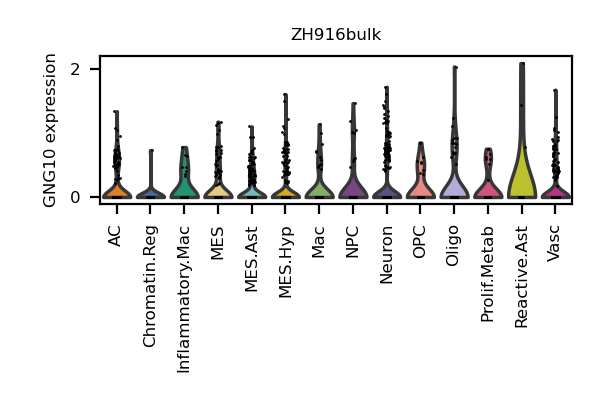 ZH916bulk
GNG10 expression
2
0
AC
Chromatin.Reg
Inflammatory.Mac
MES
MES.Ast
MES.Hyp
Mac
NPC
Neuron
OPC
Oligo
Prolif.Metab
Reactive.Ast
Vasc